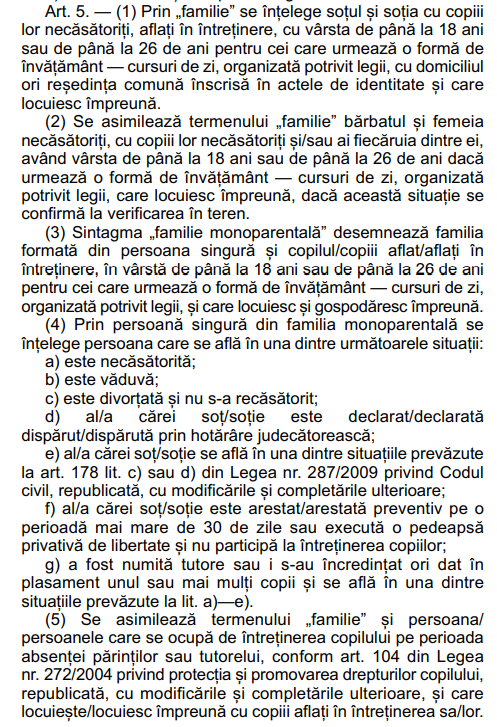 Art. 5. — (1) Prin „familie” se înțelege soțul și soția cu copiii
lor necăsătoriți, aflați în întreținere, cu vârsta de până la 18 ani
sau de până la 26 de ani pentru cei care urmează o formă de
învățământ — cursuri de zi, organizată potrivit legii, cu domiciliul
ori reședința comună înscrisă în actele de identitate și care
locuiesc împreună.
(2) Se asimilează termenului „familie” bărbatul și femeia
necăsătoriți, cu copiii lor necăsătoriți și/sau ai fiecăruia dintre ei,
având vârsta de până la 18 ani sau de până la 26 de ani dacă
urmează o formă de învățământ — cursuri de zi, organizată
potrivit legii, care locuiesc împreună, dacă această situație se
confirmă la verificarea în teren.
(3) Sintagma „familie monoparentală” desemnează familia
formată din persoana singură și copilul/copiii aflat/aflați în
întreținere, în vârstă de până la 18 ani sau de până la 26 de ani
pentru cei care urmează o formă de învățământ — cursuri de zi,
organizată potrivit legii, și care locuiesc și gospodăresc împreună.
(4) Prin persoană singură din familia monoparentală se
înțelege persoana care se află în una dintre următoarele situații:
a) este necăsătorită;
b) este văduvă;
c) este divorțată și nu s-a recăsătorit;
d) al/a cărei soț/soție este declarat/declarată
dispărut/dispărută prin hotărâre judecătorească;
e) al/a cărei soț/soție se află în una dintre situațiile prevăzute
la art. 178 lit. c) sau d) din Legea nr. 287/2009 privind Codul
civil, republicată, cu modificările și completările ulterioare;
f) al/a cărei soț/soție este arestat/arestată preventiv pe o
perioadă mai mare de 30 de zile sau execută o pedeapsă
privativă de libertate și nu participă la întreținerea copiilor;
g) a fost numită tutore sau i s-au încredințat ori dat în
plasament unul sau mai mulți copii și se află în una dintre
situațiile prevăzute la lit. a)—e).
(5) Se asimilează termenului „familie” și persoana/
persoanele care se ocupă de întreținerea copilului pe perioada
absenței părinților sau tutorelui, conform art. 104 din Legea
nr. 272/2004 privind protecția și promovarea drepturilor copilului,
republicată, cu modificările și completările ulterioare, și care
locuiește/locuiesc împreună cu copiii aflați în întreținerea sa/lor.